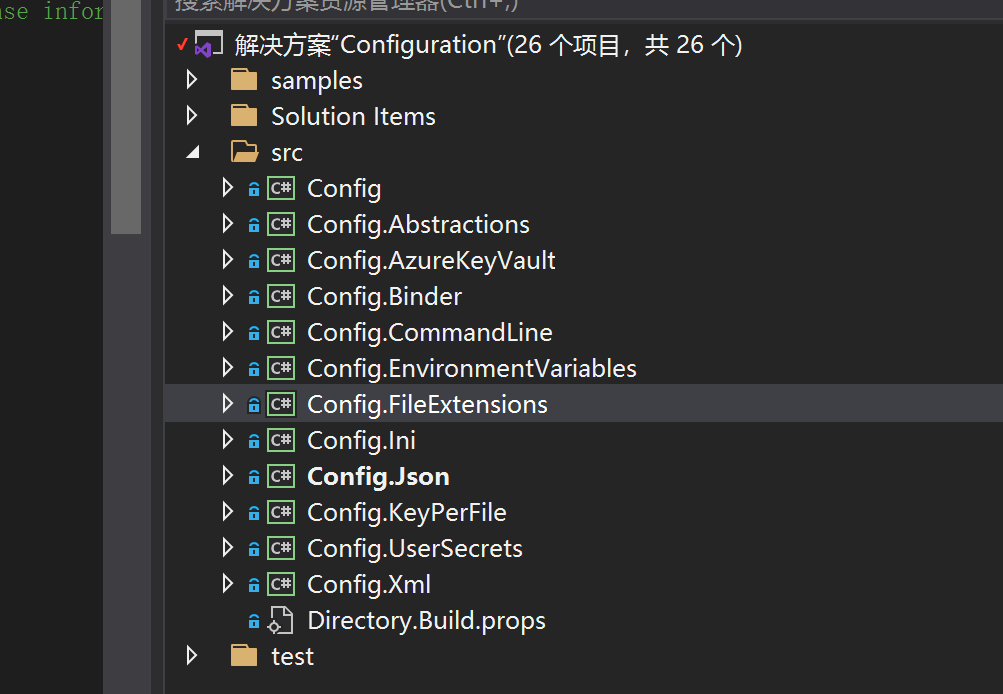 se infor
搜索解决方案资源管理器(Ctrl+;)
解决方案"Configuration"(26 个项目，共 26 个)
samples
Solution Items
src
C# Config
C# Config.Abstractions
C# Config.AzureKeyVault
C# Config.Binder
C# Config.CommandLine
C# Config.EnvironmentVariables
C# Config.FileExtensions
C# Config.Ini
C# Config.Json
C# Config.KeyPerFile
C# Config.UserSecrets
C# Config.Xml
Directory.Build.props
test